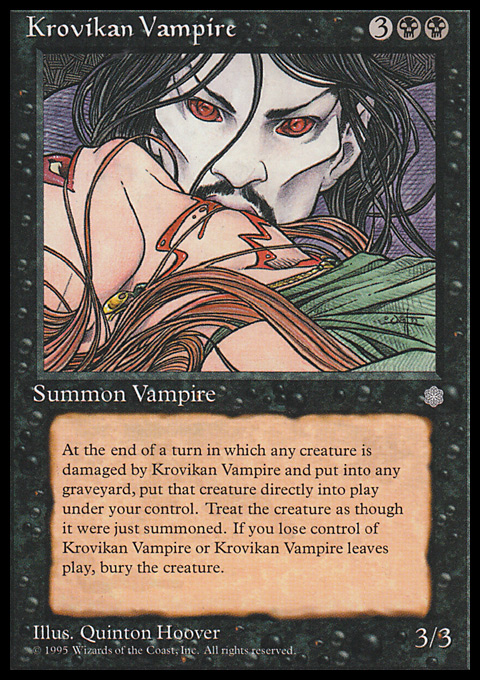 Krovikan Vampire 3
Summon Vampire
At the end of a turn in which any creature is
damaged by Krovikan Vampire and put into any
graveyard, put that creature directly into play
under your control. Treat the creature as though
it were just summoned. If you lose control of
Krovikan Vampire or Krovikan Vampire leaves
play, bury the creature.
Illus. Quinton Hoover
© 1995 Wizards of the Coast, Inc. All rights reserved.
3/3